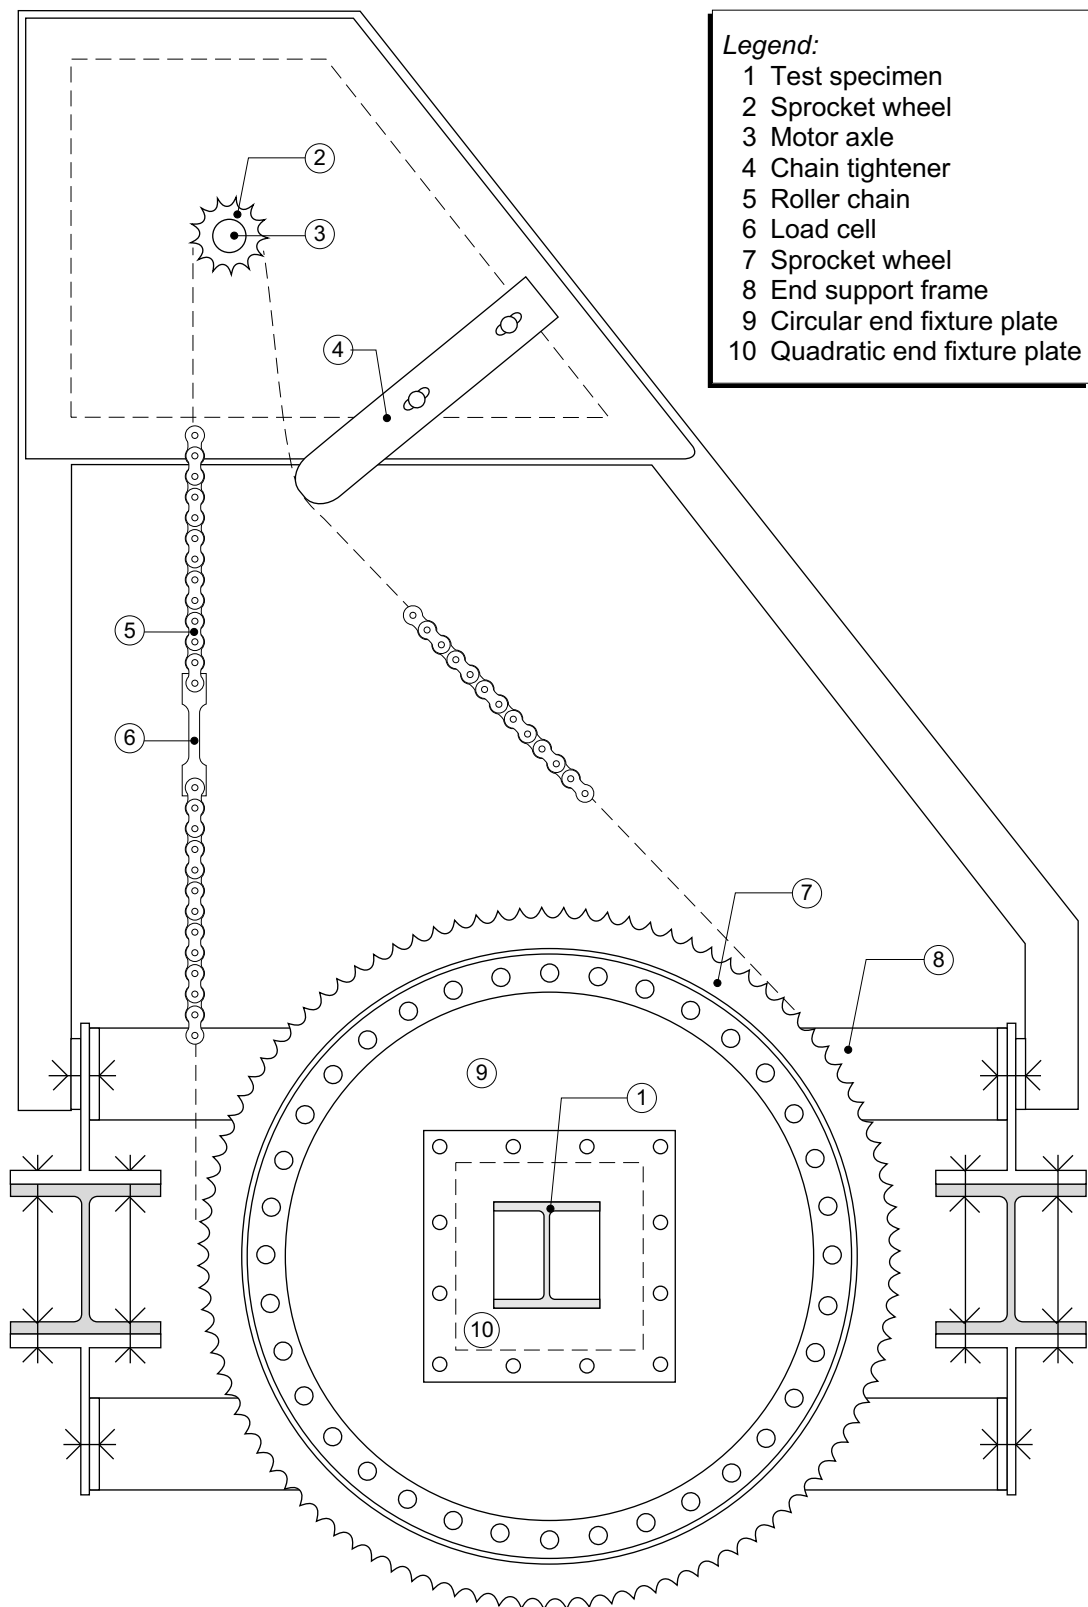 Legend:
1 Test specimen
2 Sprocket wheel
3 Motor axle
4 Chain tightener
5 Roller chain
6 Load cell
7 Sprocket wheel
8 End support frame
9 Circular end fixture plate
10 Quadratic end fixture plate
2
3
4
5
6
7
8
9
1
10